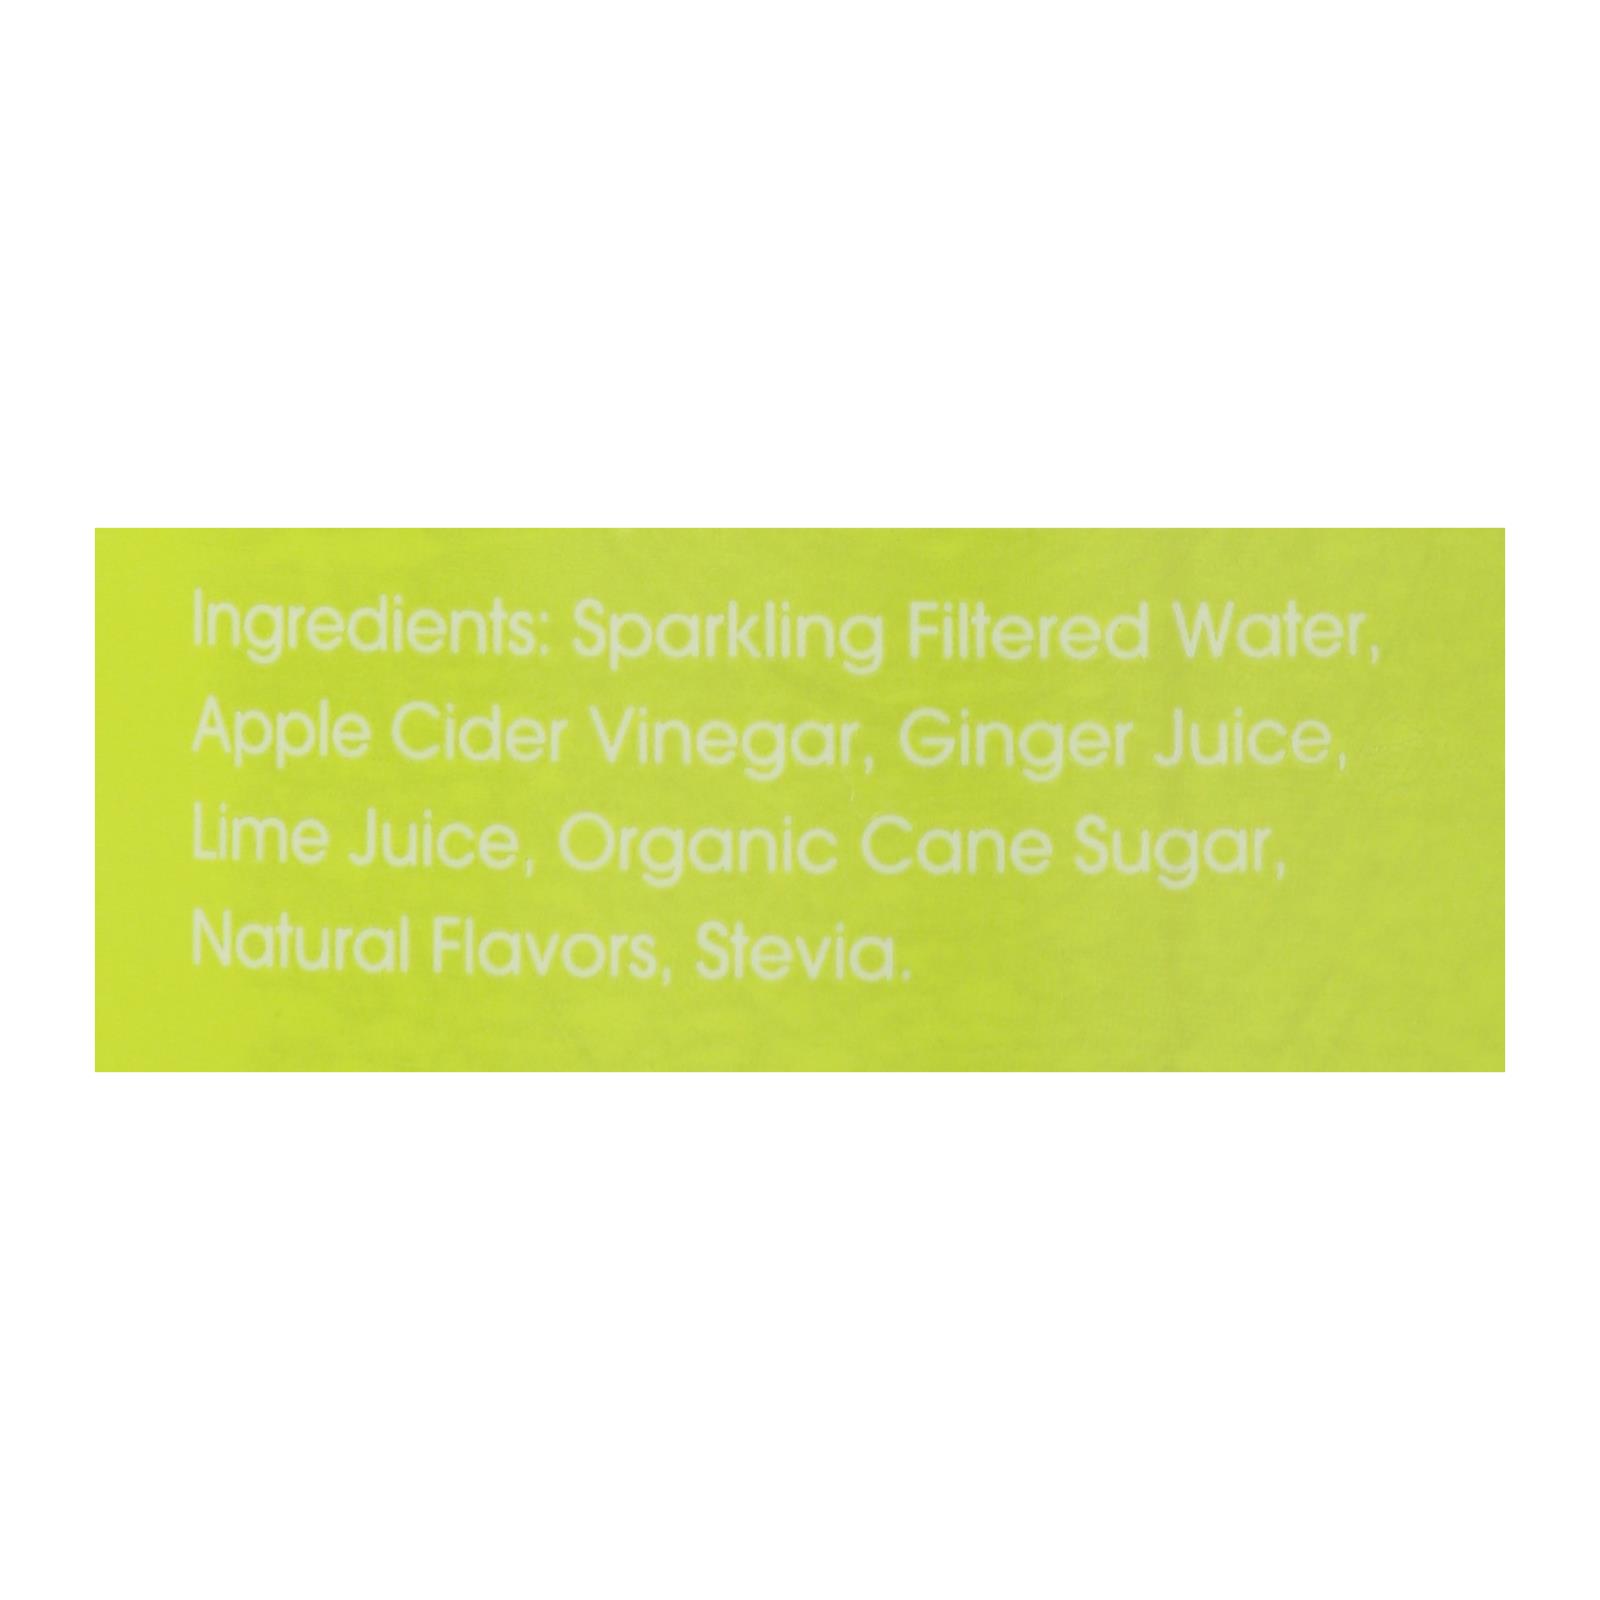 Ingredients: Sparkling Filtered Water,
Apple Cider Vinegar, Ginger Juice,
Lime Juice, Organic Cane Sugar,
Natural Flavors, Stevia.